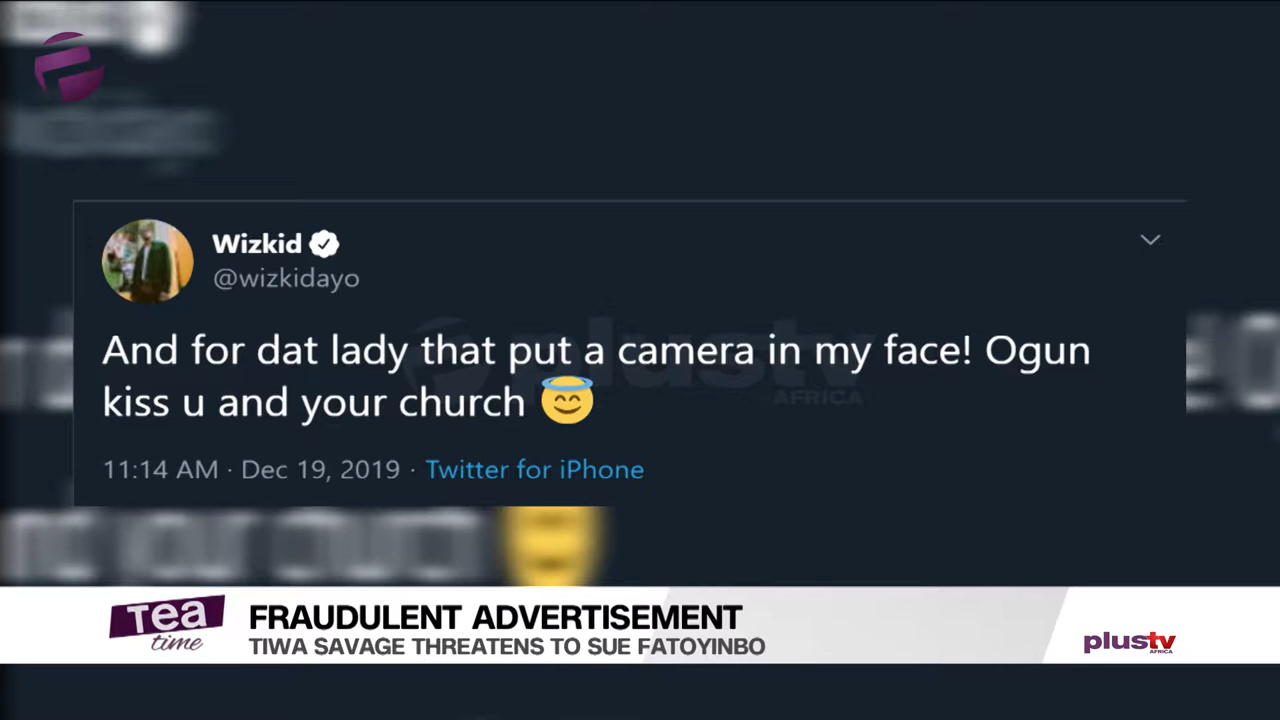 Wizkid
@wizkidayo
And for dat lady that put a camera in my face! Ogun
kiss u and your church 😇
11:14 AM · Dec 19, 2019 · Twitter for iPhone
plustv
AFRICA
Tea
time
FRAUDULENT ADVERTISEMENT
TIWA SAVAGE THREATENS TO SUE FATOYINBO
plustv
AFRICA